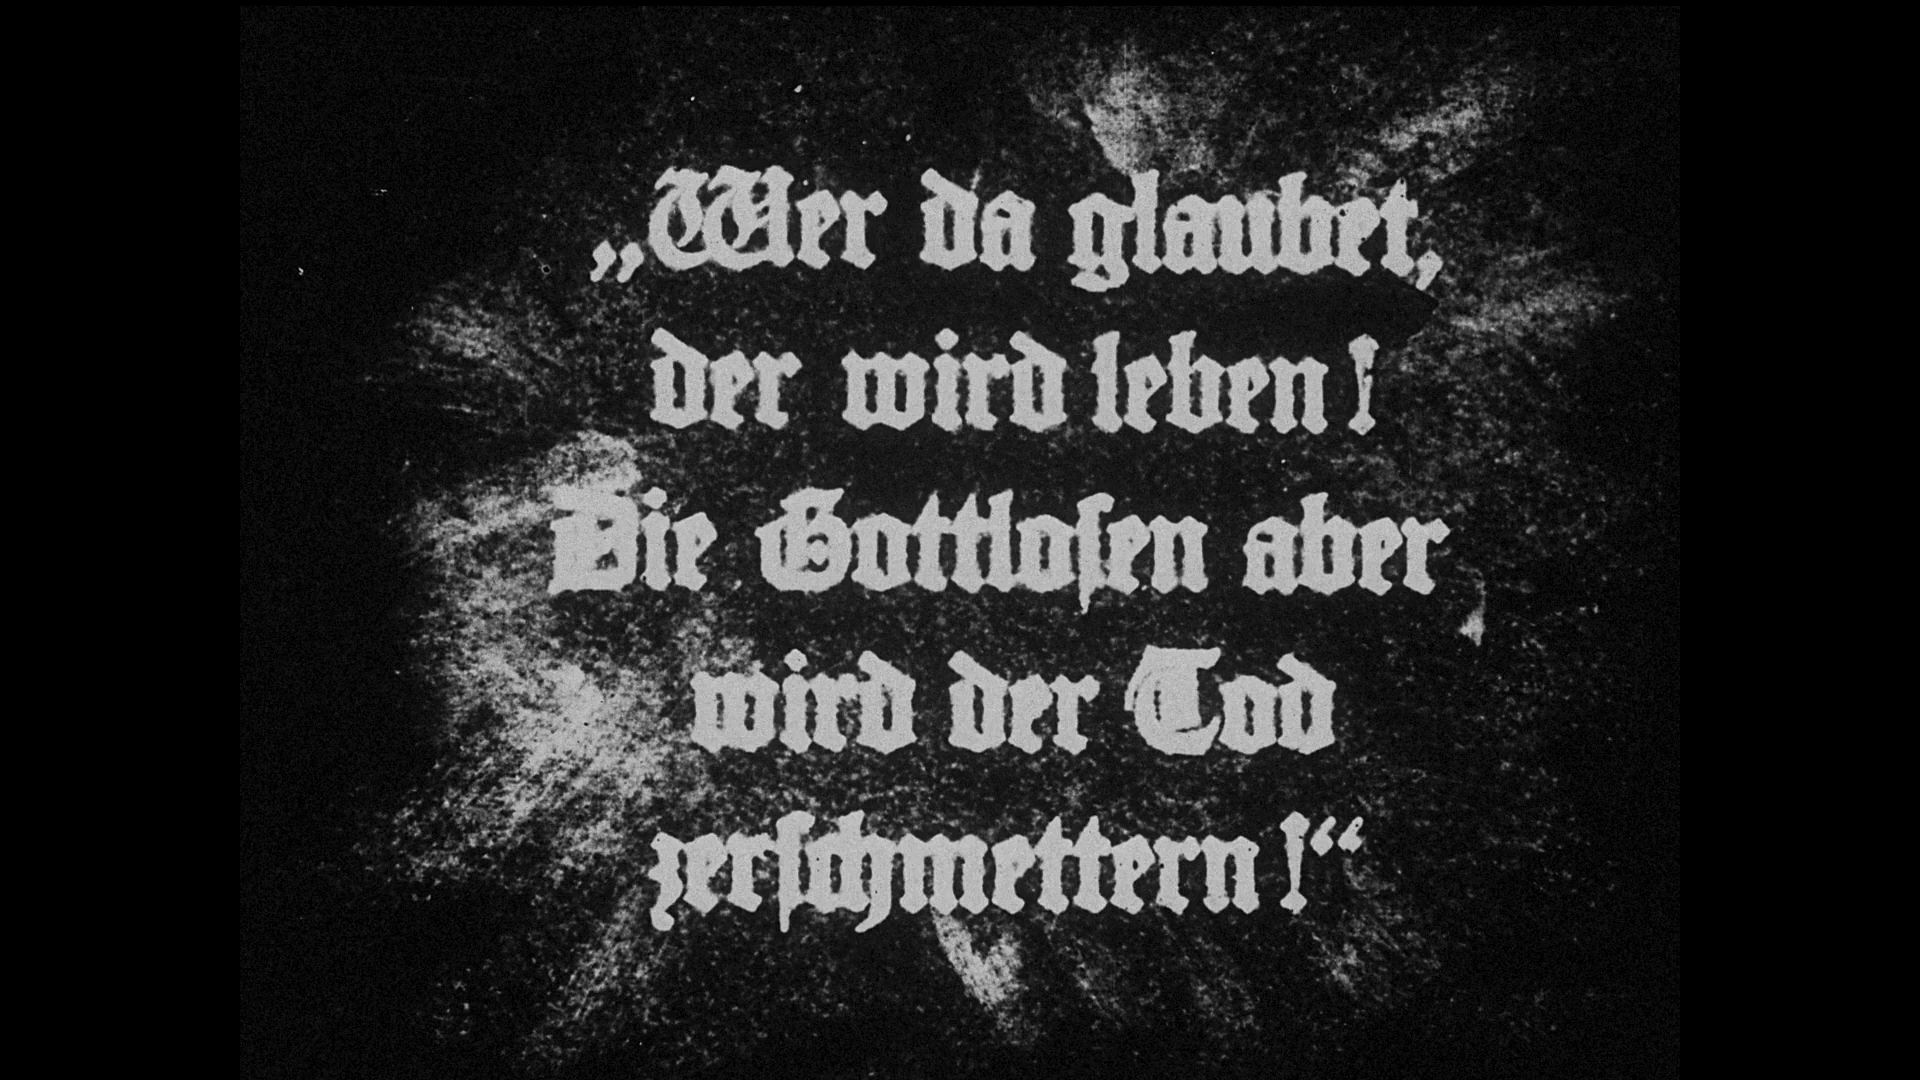 „Wer da glaubet,
der wird leben!
Die Gottlosen aber
wird der Tod
zerschmettern!“